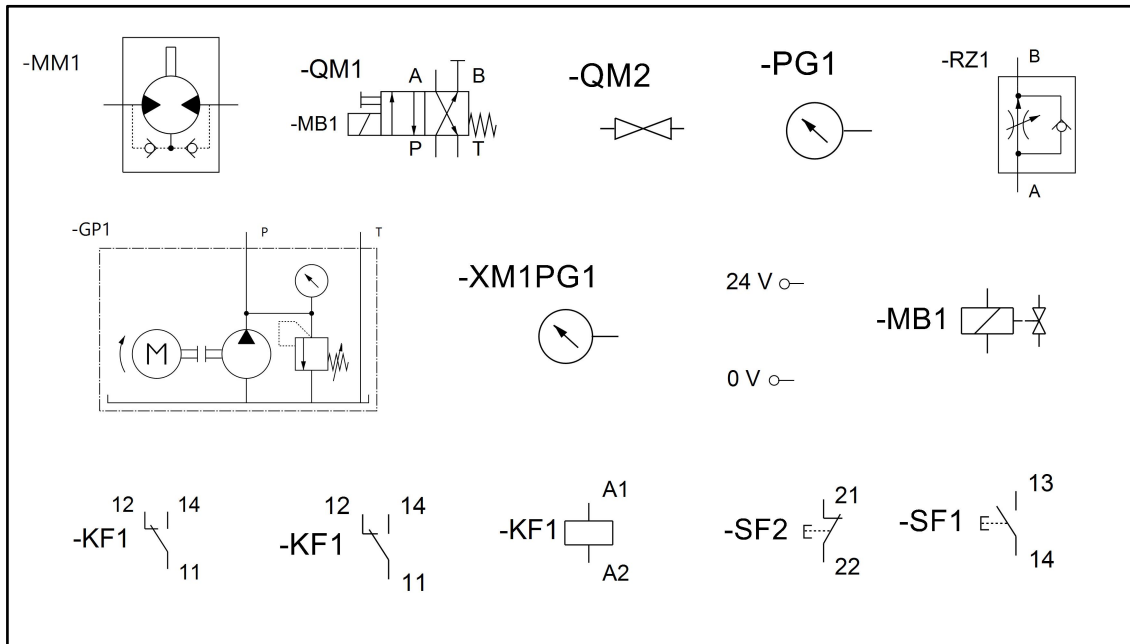 -MM1
-QM1 A B
-MB1
P T
-QM2
-PG1
-RZ1 B
A
-GP1 P T
M
-XM1PG1
24 V
0 V
-MB1
12 14
-KF1
11
12 14
-KF1
11
A1
-KF1
A2
21
-SF2
22
13
-SF1
14